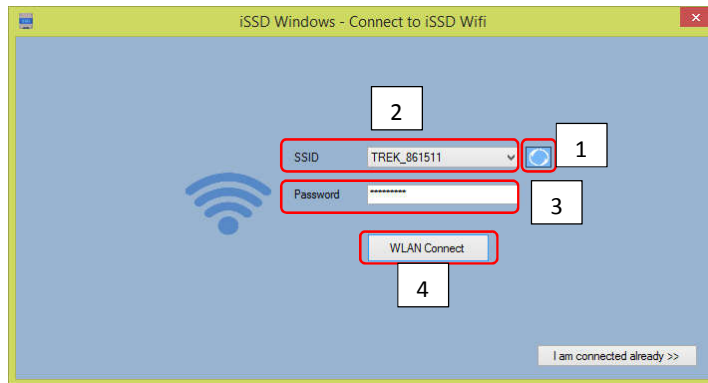 iSSD Windows - Connect to iSSD Wifi
2
SSID TREK_861511 1
Password ********* 3
WLAN Connect
4
I am connected already >>